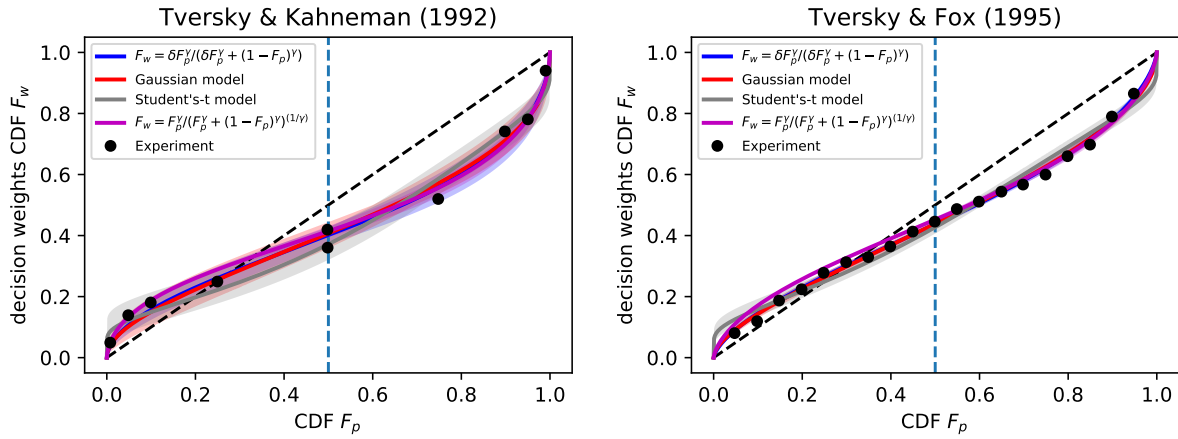 Tversky & Kahneman (1992)
F_w = δF_p^γ/(δF_p^γ + (1 − F_p)^γ)
Gaussian model
Student's-t model
F_w = F_p^γ/(F_p^γ + (1 − F_p)^γ)^(1/γ)
Experiment
decision weights CDF F_w
1.0
0.8
0.6
0.4
0.2
0.0
0.0 0.2 0.4 0.6 0.8 1.0
CDF F_p
Tversky & Fox (1995)
F_w = δF_p^γ/(δF_p^γ + (1 − F_p)^γ)
Gaussian model
Student's-t model
F_w = F_p^γ/(F_p^γ + (1 − F_p)^γ)^(1/γ)
Experiment
decision weights CDF F_w
1.0
0.8
0.6
0.4
0.2
0.0
0.0 0.2 0.4 0.6 0.8 1.0
CDF F_p